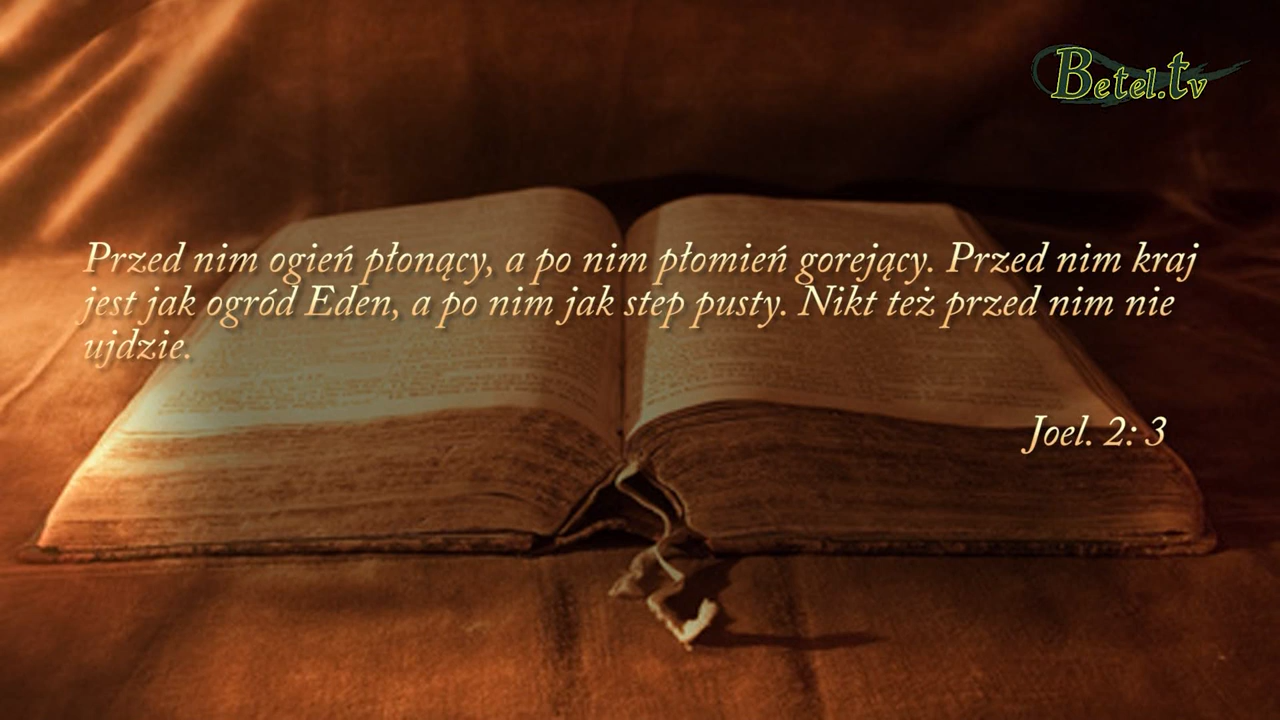 Betel.tv
Przed nim ogień płonący, a po nim płomień gorejący. Przed nim kraj
jest jak ogród Eden, a po nim jak step pusty. Nikt też przed nim nie
ujdzie.
Joel. 2: 3